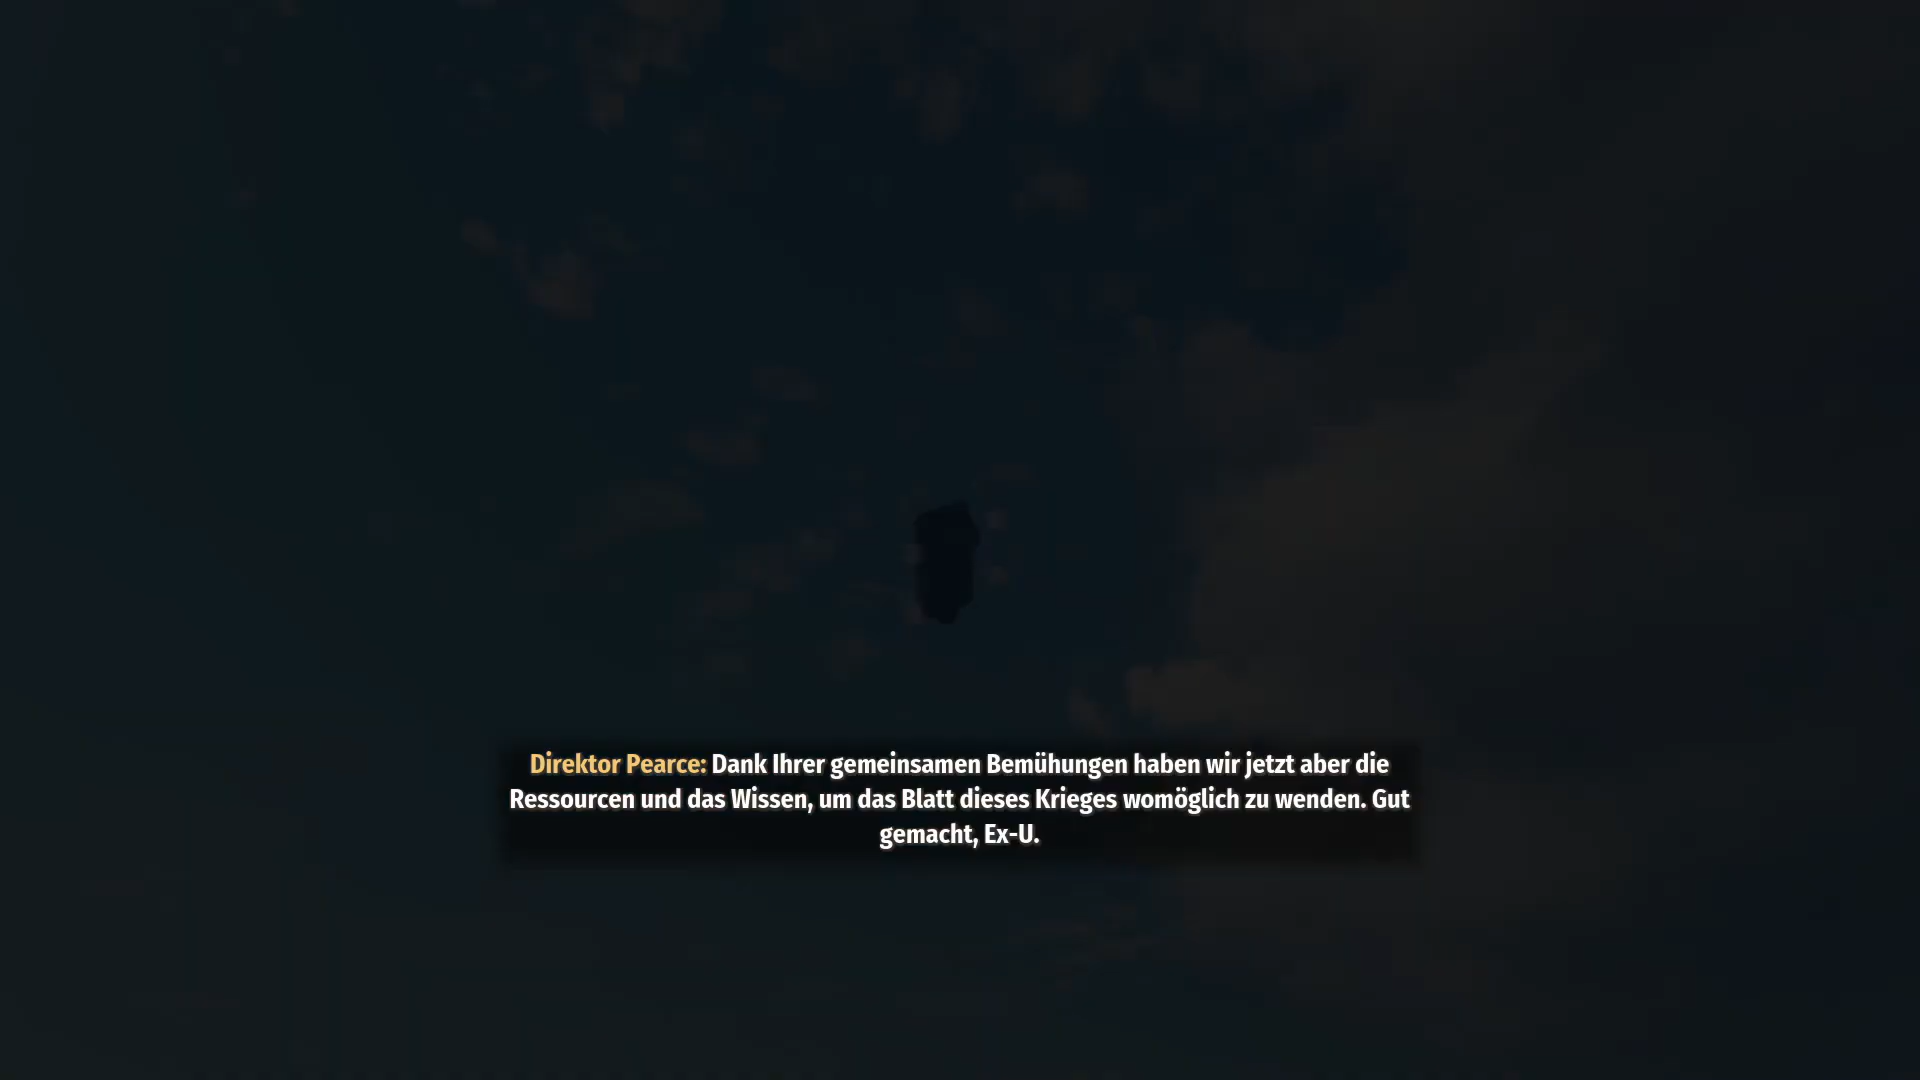 Direktor Pearce: Dank Ihrer gemeinsamen Bemühungen haben wir jetzt aber die
Ressourcen und das Wissen, um das Blatt dieses Krieges womöglich zu wenden. Gut
gemacht, Ex-U.